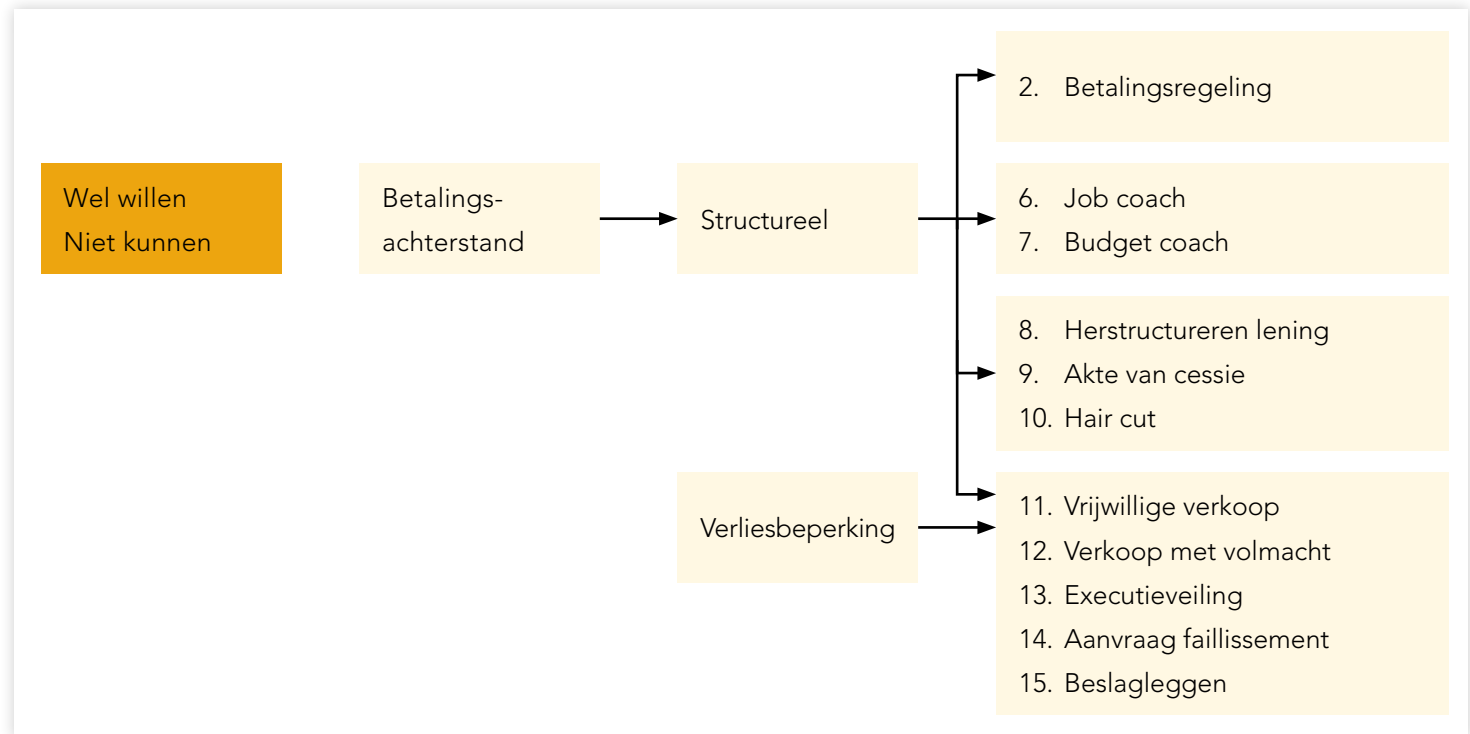 Wel willen
Niet kunnen
Betalings-
achterstand
Structureel
Verliesbeperking
2. Betalingsregeling
6. Job coach
7. Budget coach
8. Herstructureren lening
9. Akte van cessie
10. Hair cut
11. Vrijwillige verkoop
12. Verkoop met volmacht
13. Executieveiling
14. Aanvraag faillissement
15. Beslagleggen